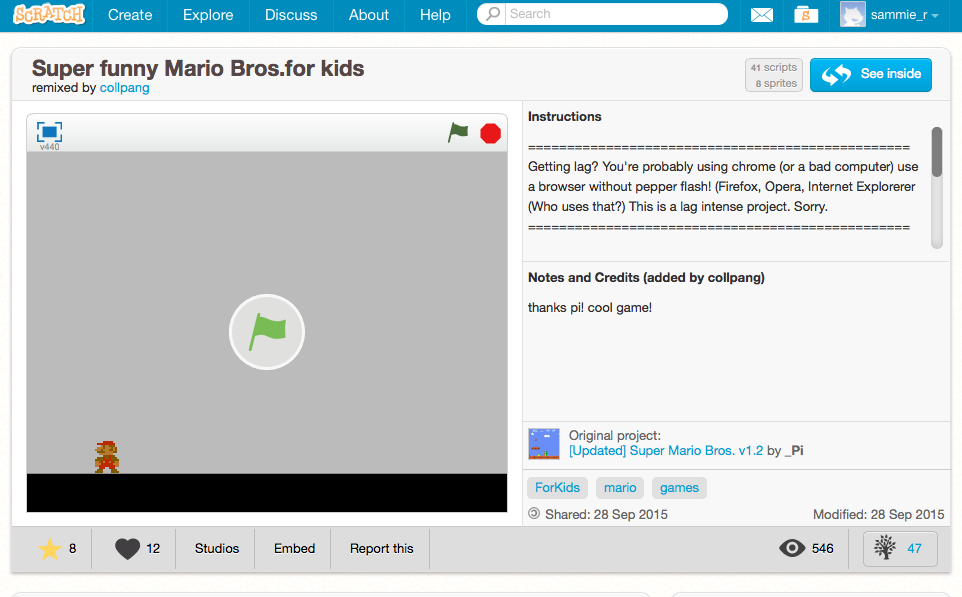 SCRATCH Create Explore Discuss About Help Search S sammie_r
Super funny Mario Bros.for kids
remixed by collpang
41 scripts
8 sprites
See inside
v440
Instructions
=================================================
Getting lag? You're probably using chrome (or a bad computer) use
a browser without pepper flash! (Firefox, Opera, Internet Explorerer
(Who uses that?) This is a lag intense project. Sorry.
=================================================
Notes and Credits (added by collpang)
thanks pi! cool game!
Original project:
[Updated] Super Mario Bros. v1.2 by _Pi
ForKids mario games
Shared: 28 Sep 2015 Modified: 28 Sep 2015
8 12 Studios Embed Report this 546 47